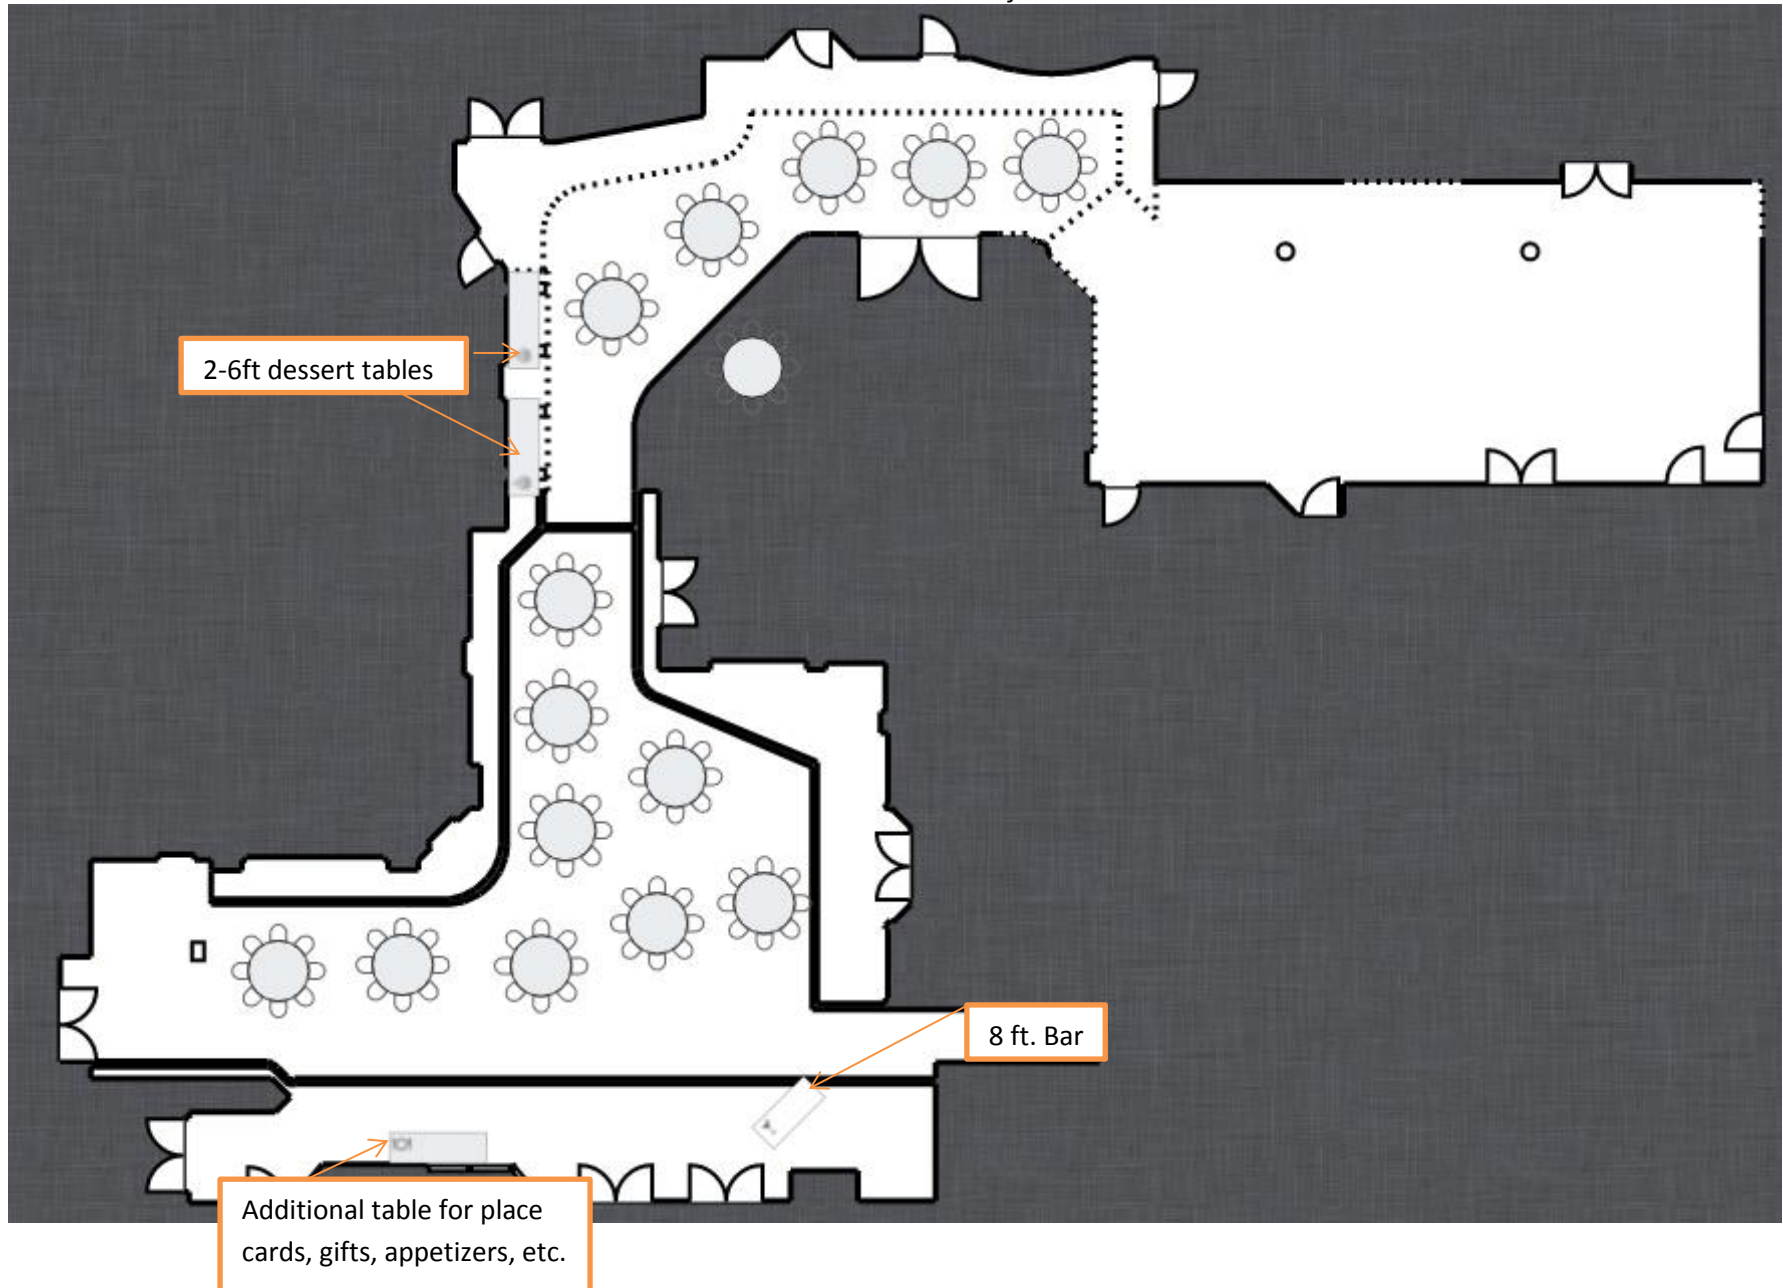 2-6ft dessert tables
8 ft. Bar
Additional table for place
cards, gifts, appetizers, etc.